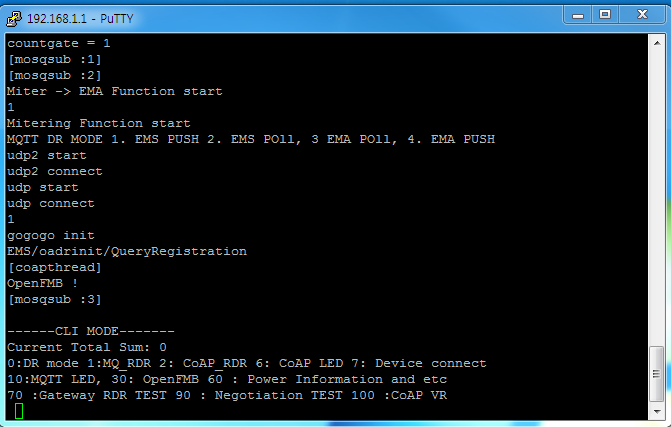 192.168.1.1 - PuTTY
countgate = 1
[mosqsub :1]
[mosqsub :2]
Miter -> EMA Function start
1
Mitering Function start
MQTT DR MODE 1. EMS PUSH 2. EMS POll, 3 EMA POll, 4. EMA PUSH
udp2 start
udp2 connect
udp start
udp connect
1
gogogo init
EMS/oadrinit/QueryRegistration
[coapthread]
OpenFMB !
[mosqsub :3]
------CLI MODE-------
Current Total Sum: 0
0:DR mode 1:MQ_RDR 2: CoAP_RDR 6: CoAP LED 7: Device connect
10:MQTT LED, 30: OpenFMB 60 : Power Information and etc
70 :Gateway RDR TEST 90 : Negotiation TEST 100 :CoAP VR